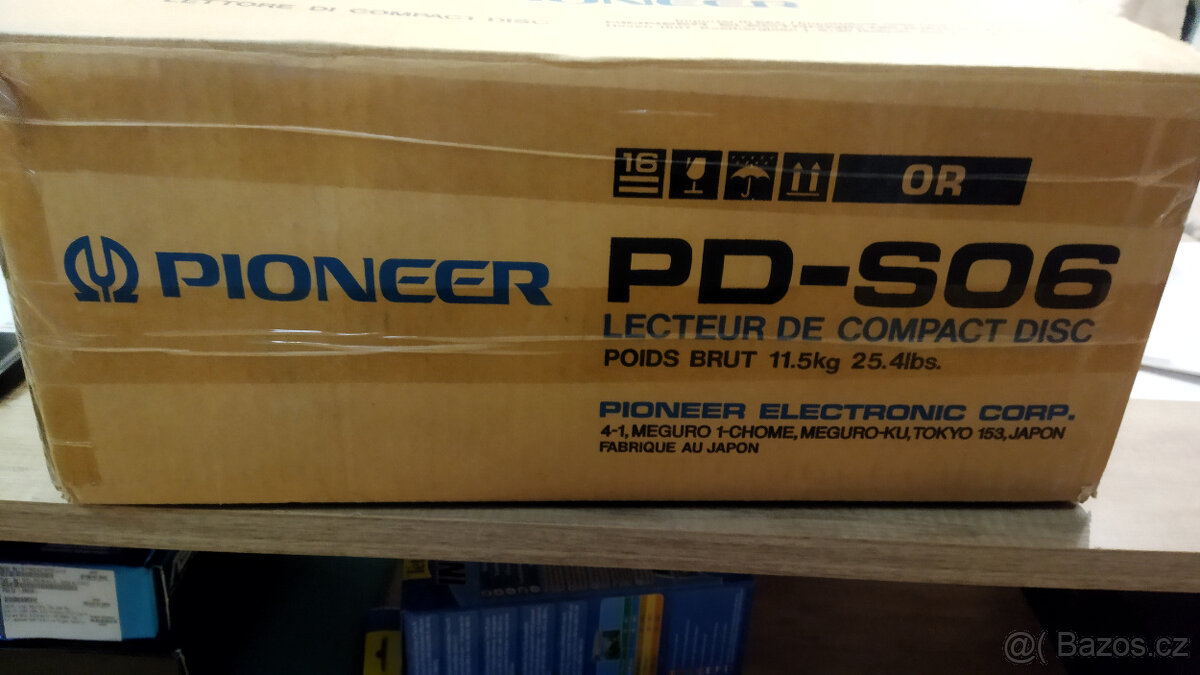 LETTORE DI COMPACT DISC
PIONEER
16
OR
PIONEER
PD-S06
LECTEUR DE COMPACT DISC
POIDS BRUT 11.5kg 25.4lbs.
PIONEER ELECTRONIC CORP.
4-1, MEGURO 1-CHOME, MEGURO-KU, TOKYO 153, JAPON
FABRIQUE AU JAPON
@( Bazos.cz